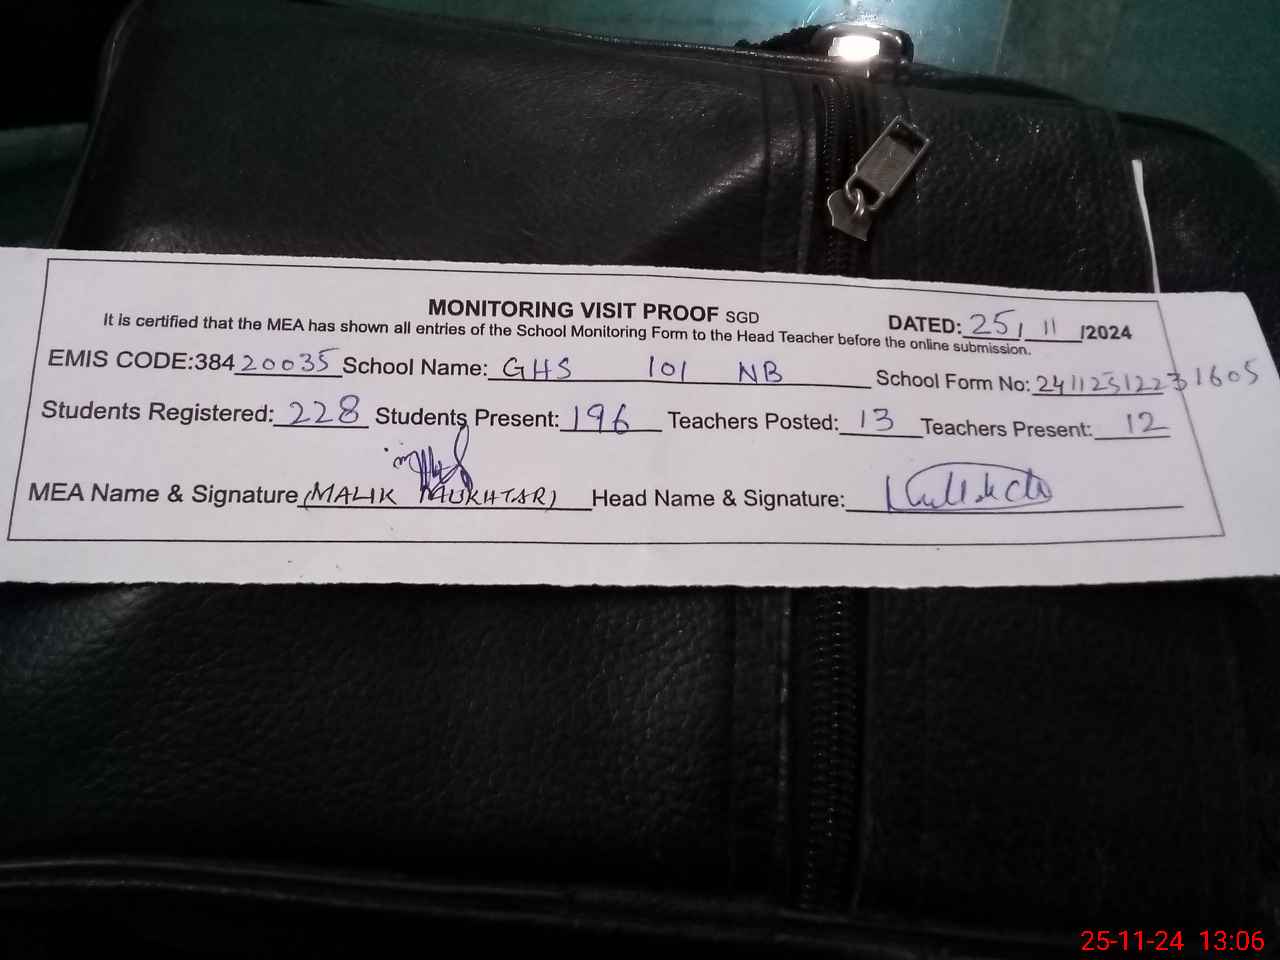 MONITORING VISIT PROOF SGD
DATED: 25/11/2024
It is certified that the MEA has shown all entries of the School Monitoring Form to the Head Teacher before the online submission.
EMIS CODE:38420035 School Name: GHS 101 NB School Form No: 241125122231605
Students Registered: 228 Students Present: 196 Teachers Posted: 13 Teachers Present: 12
MEA Name & Signature (MALIK MUKHTAR) Head Name & Signature:
25-11-24 13:06